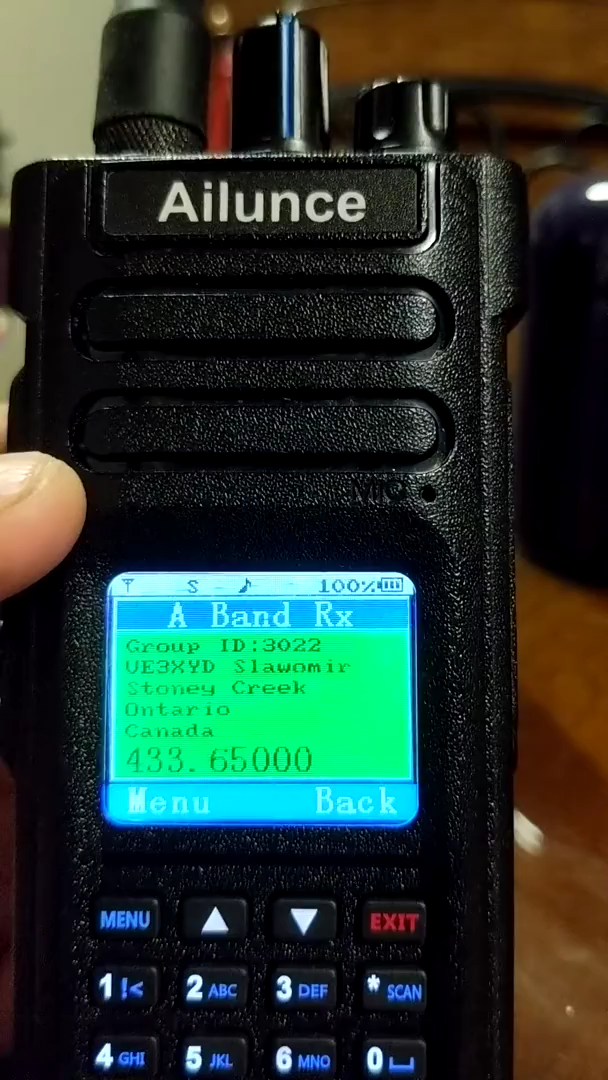 Ailunce
MIC
S 100%
A Band Rx
Group ID:3022
VE3XYD Slawomir
Stoney Creek
Ontario
Canada
433.65000
Menu Back
MENU ▲ ▼ EXIT
1 !< 2 ABC 3 DEF * SCAN
4 GHI 5 JKL 6 MNO 0